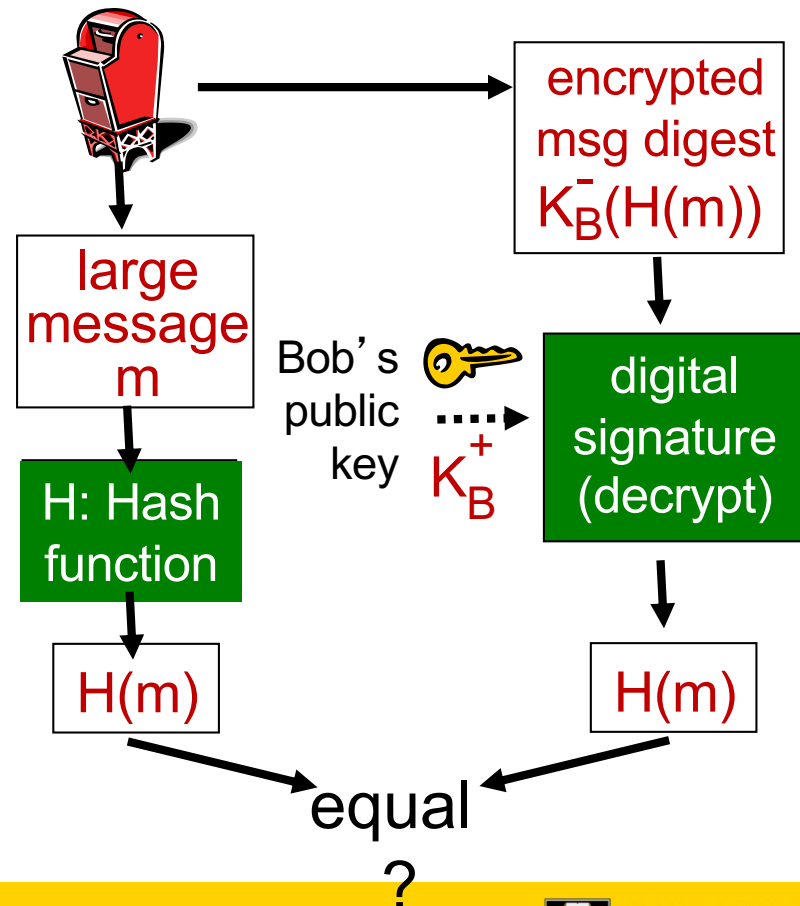 encrypted
msg digest
K_B^-(H(m))
large
message
m
Bob's
public
key
K_B^+
digital
signature
(decrypt)
H: Hash
function
H(m)
H(m)
equal
?